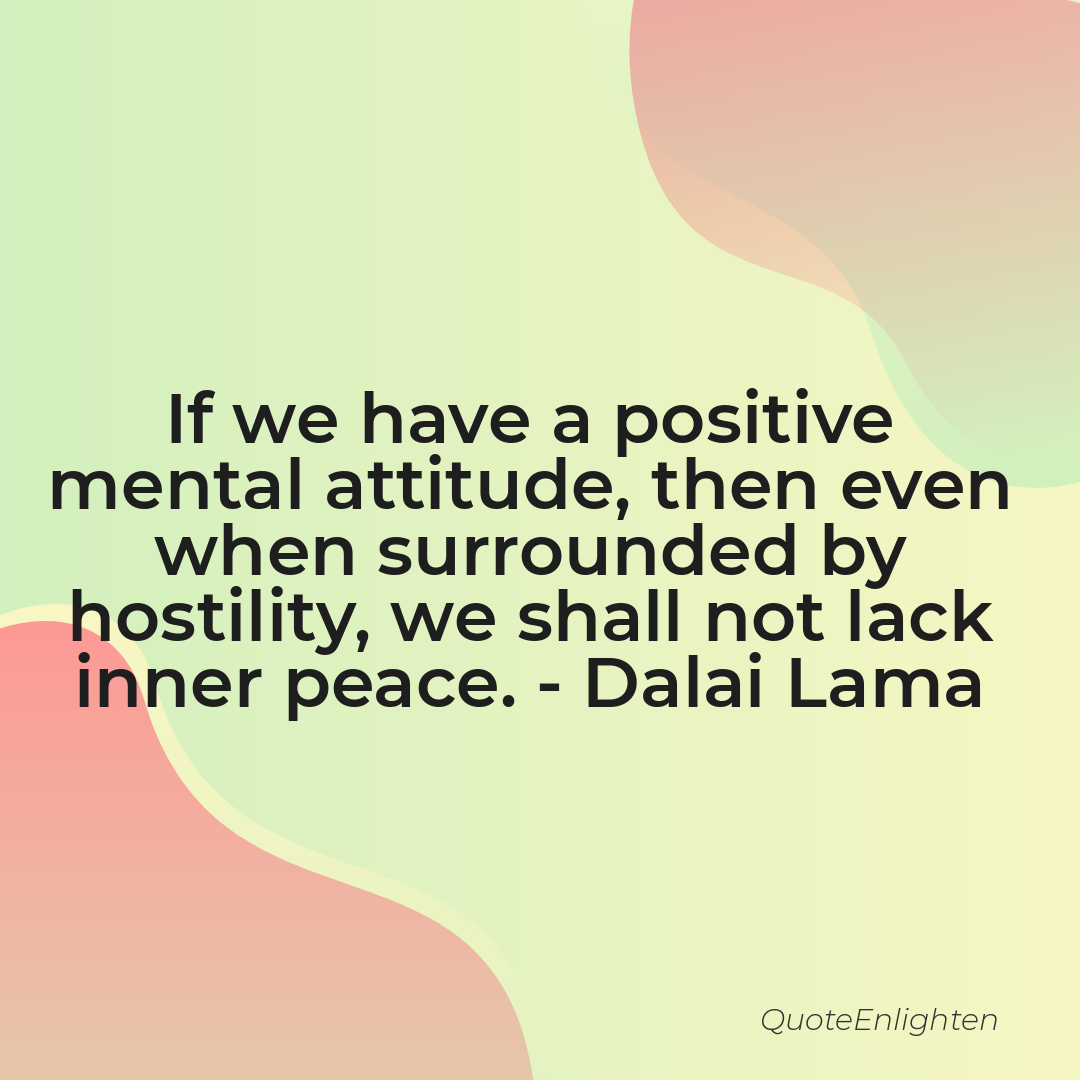 If we have a positive
mental attitude, then even
when surrounded by
hostility, we shall not lack
inner peace. - Dalai Lama
QuoteEnlighten